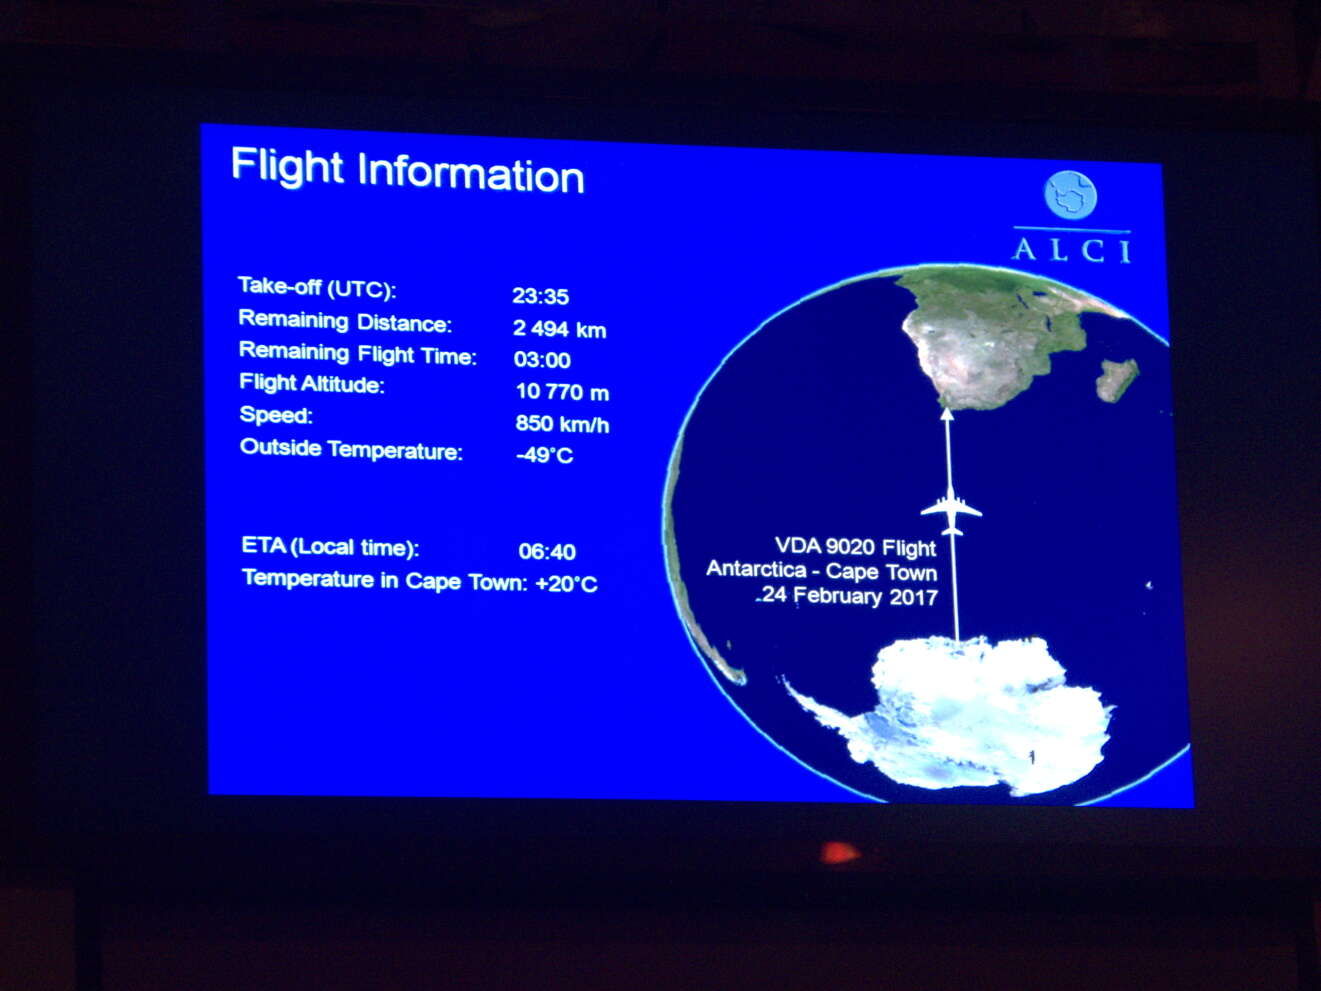 Flight Information
ALCI
Take-off (UTC): 23:35
Remaining Distance: 2 494 km
Remaining Flight Time: 03:00
Flight Altitude: 10 770 m
Speed: 850 km/h
Outside Temperature: -49°C
ETA (Local time): 06:40
Temperature in Cape Town: +20°C
VDA 9020 Flight
Antarctica - Cape Town
24 February 2017